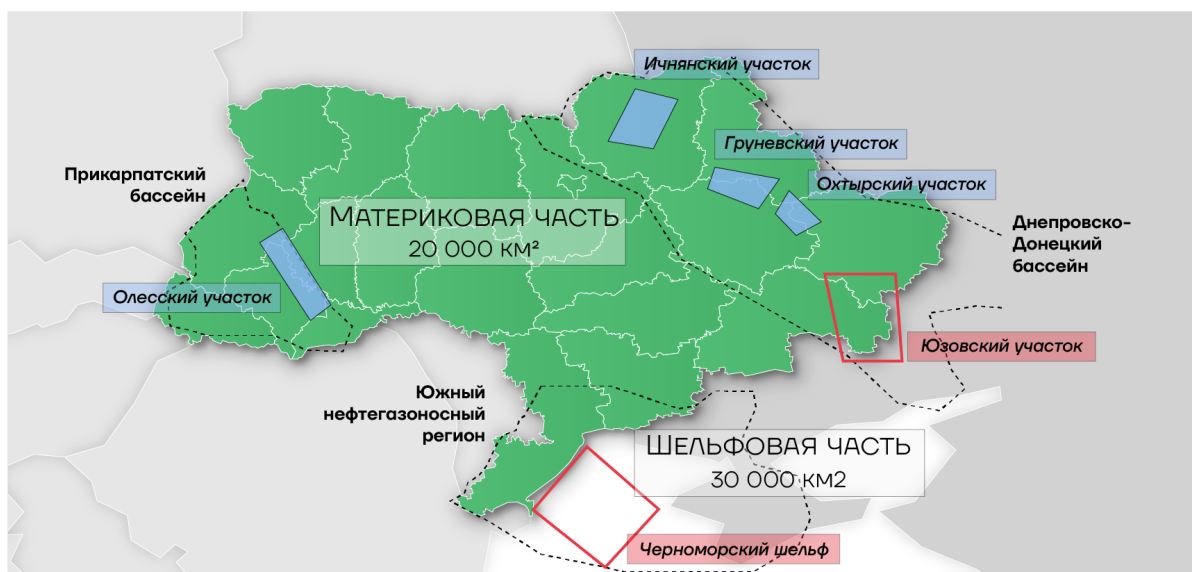 Ичнянский участок
Груневский участок
Охтырский участок
Прикарпатский
бассейн
Материковая часть
20 000 км²
Днепровско-
Донецкий
бассейн
Олесский участок
Юзовский участок
Южный
нефтегазоносный
регион
Шельфовая часть
30 000 км2
Черноморский шельф